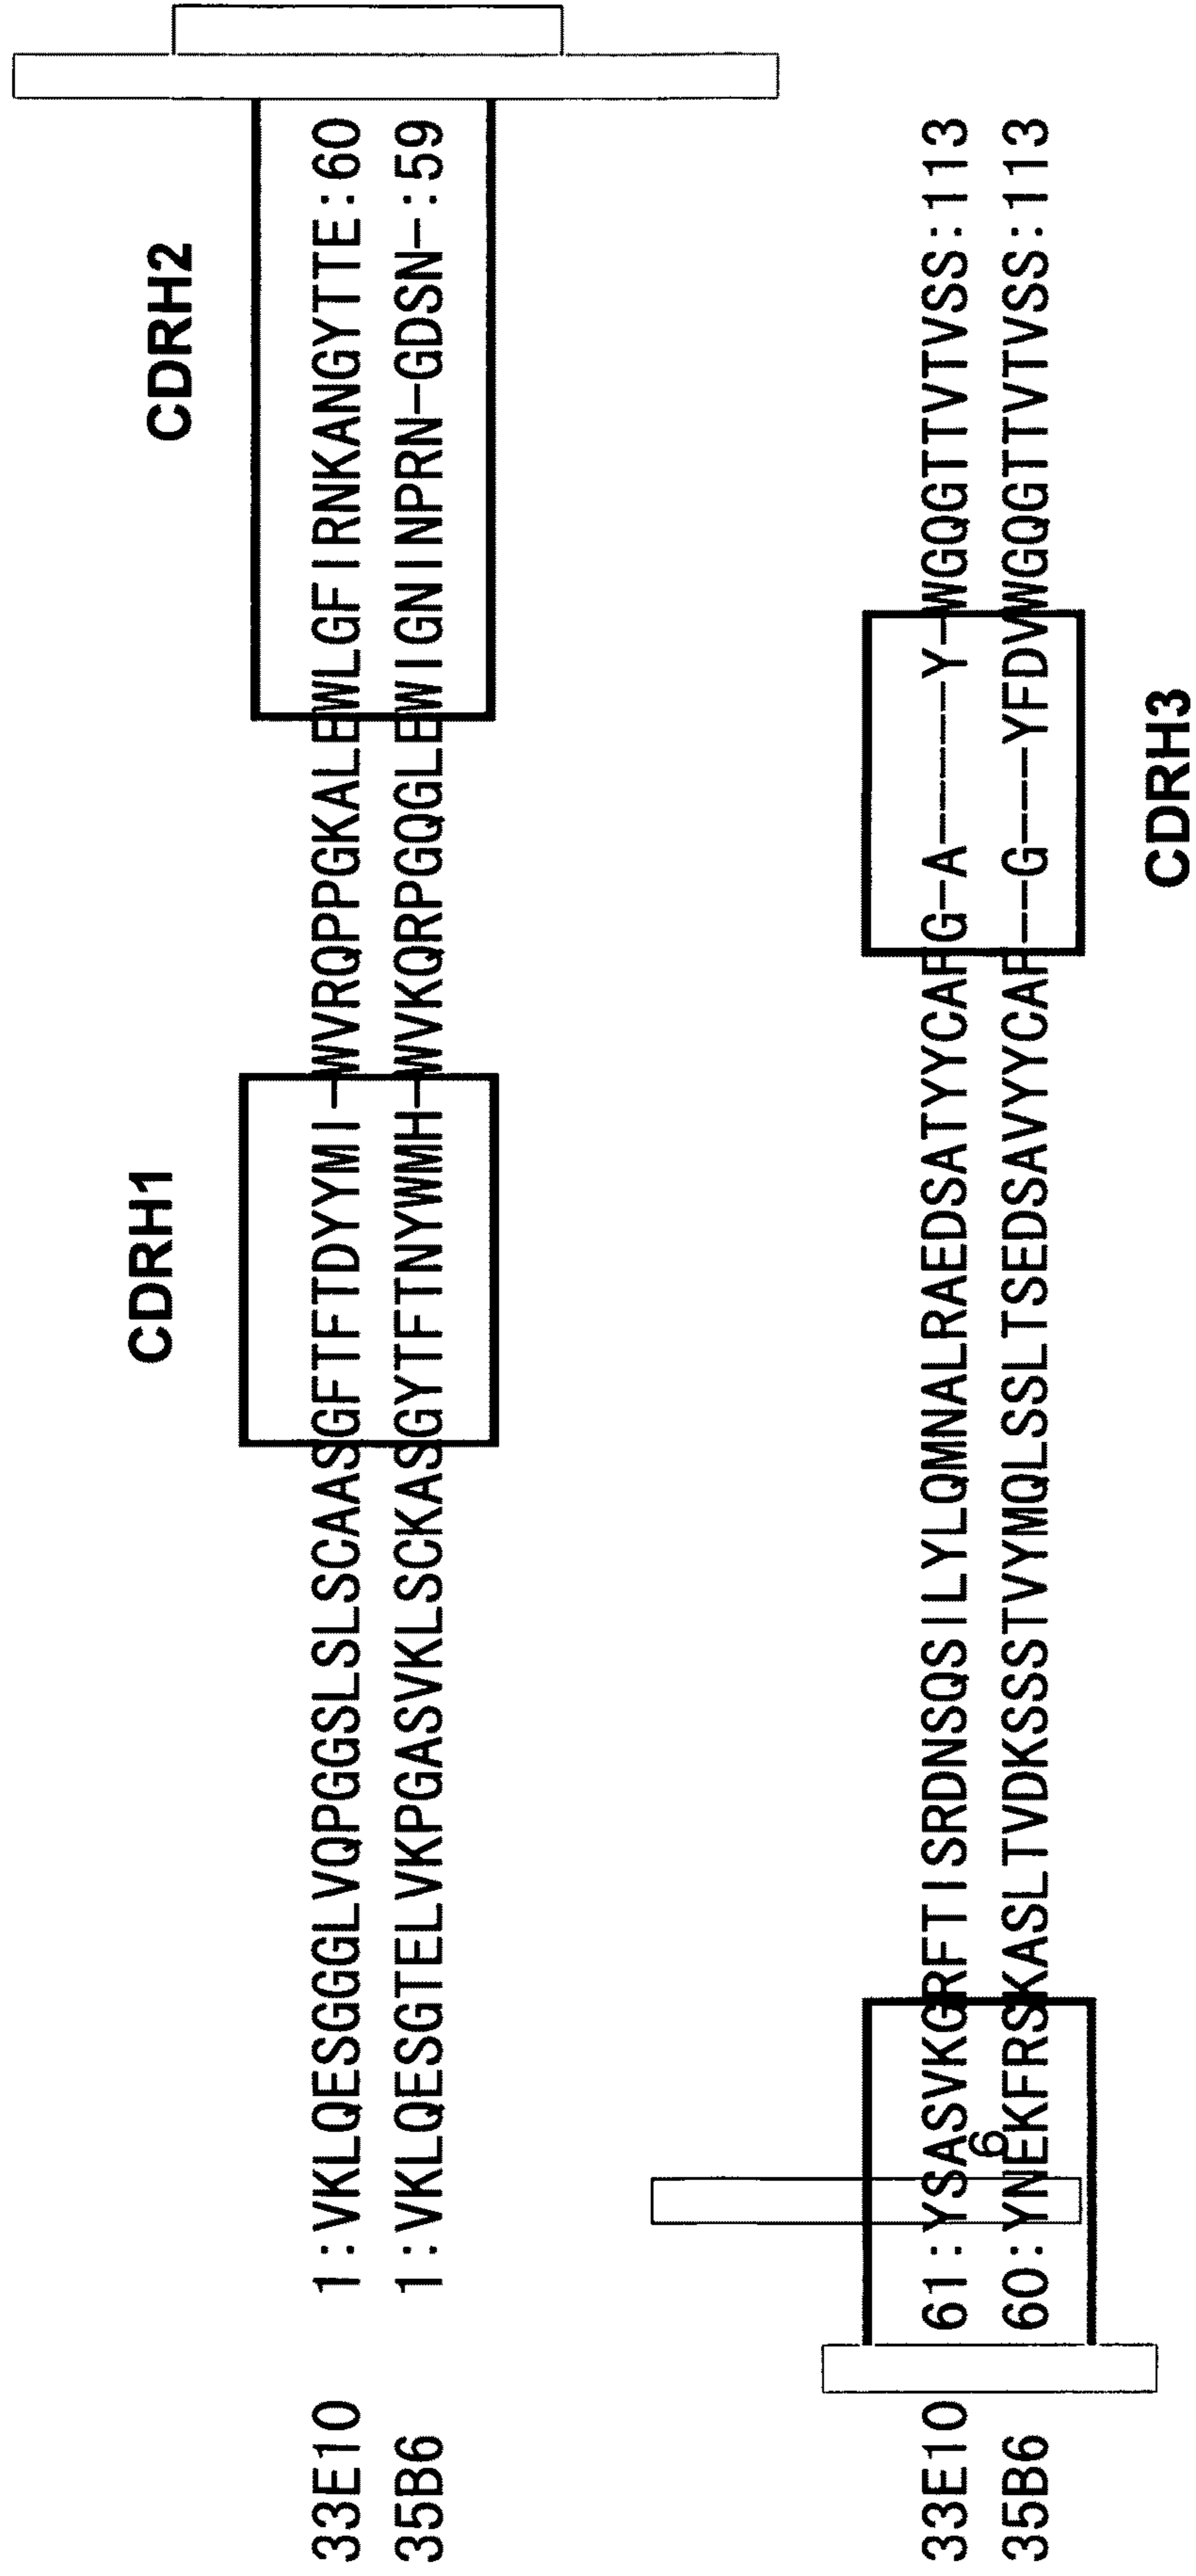 CDRH1 CDRH2
33E10 1:VKLQESGGGLVQPGGSLSLSCAASGFTFTDYYMI-WVRQPPGKALEWLGFIRNKANGYTTE:60
35B6 1:VKLQESGTELVKPGASVKLSCKASGYTFTNYWMH-WVKQRPGQGLEWIGNINPRN-GDSN-:59
33E10 61:YSASVKGRFTISRDNSQSILYLQMNALRAEDSATYYCARG-A-----Y-WGQGTTVTVSS:113
6
35B6 60:YNEKFRSKASLTVDKSSSTVYMQLSSLTSEDSAVYYCAR--G---YFDVWGQGTTVTVSS:113
CDRH3